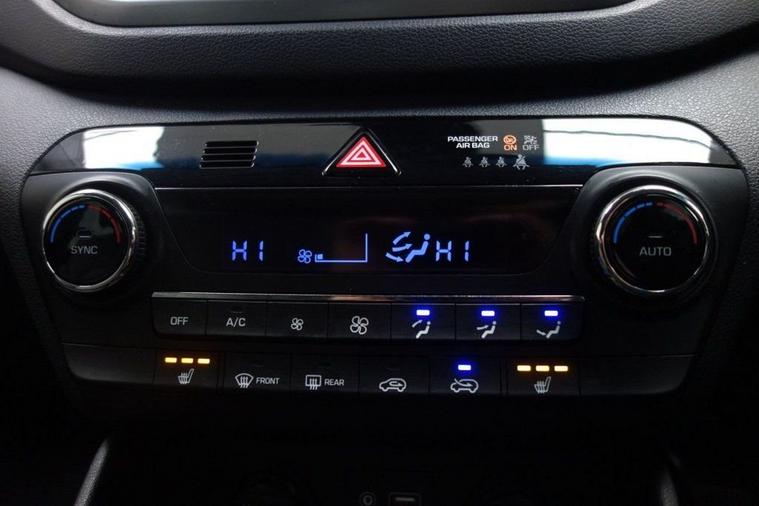 PASSENGER
AIR BAG ON OFF
SYNC
HI HI
AUTO
OFF A/C
FRONT REAR